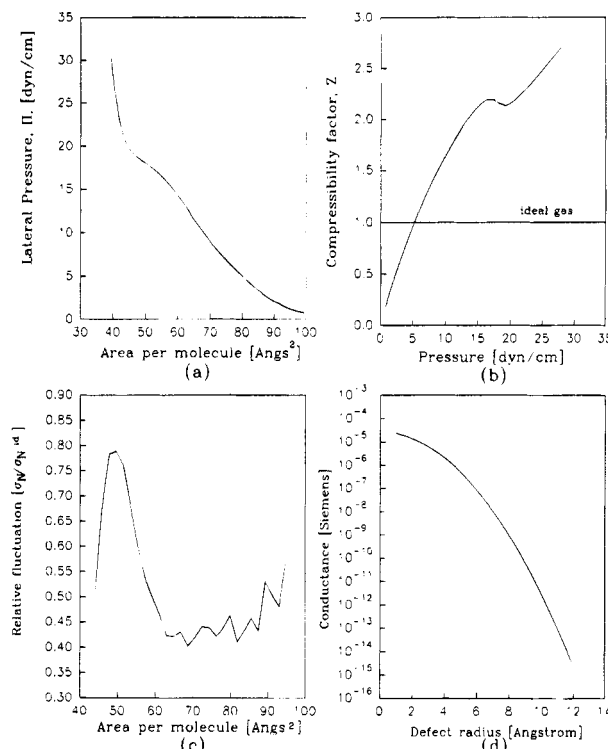 35
30
25
20
15
10
5
0
30 40 50 60 70 80 90 100
Lateral Pressure, Π, [dyn/cm]
Area per molecule [Angs²]
(a)
3.0
2.5
2.0
1.5
1.0
0.5
0.0
0 5 10 15 20 25 30 35
Compressibility factor, Z
ideal gas
Pressure [dyn/cm]
(b)
0.90
0.85
0.80
0.75
0.70
0.65
0.60
0.55
0.50
0.45
0.40
0.35
0.30
40 50 60 70 80 90 100
Relative fluctuation [σN/σN id]
Area per molecule [Angs²]
(c)
10⁻³
10⁻⁴
10⁻⁵
10⁻⁶
10⁻⁷
10⁻⁸
10⁻⁹
10⁻¹⁰
10⁻¹¹
10⁻¹²
10⁻¹³
10⁻¹⁴
10⁻¹⁵
10⁻¹⁶
0 2 4 6 8 10 12 14
Conductance [Siemens]
Defect radius [Angstrom]
(d)